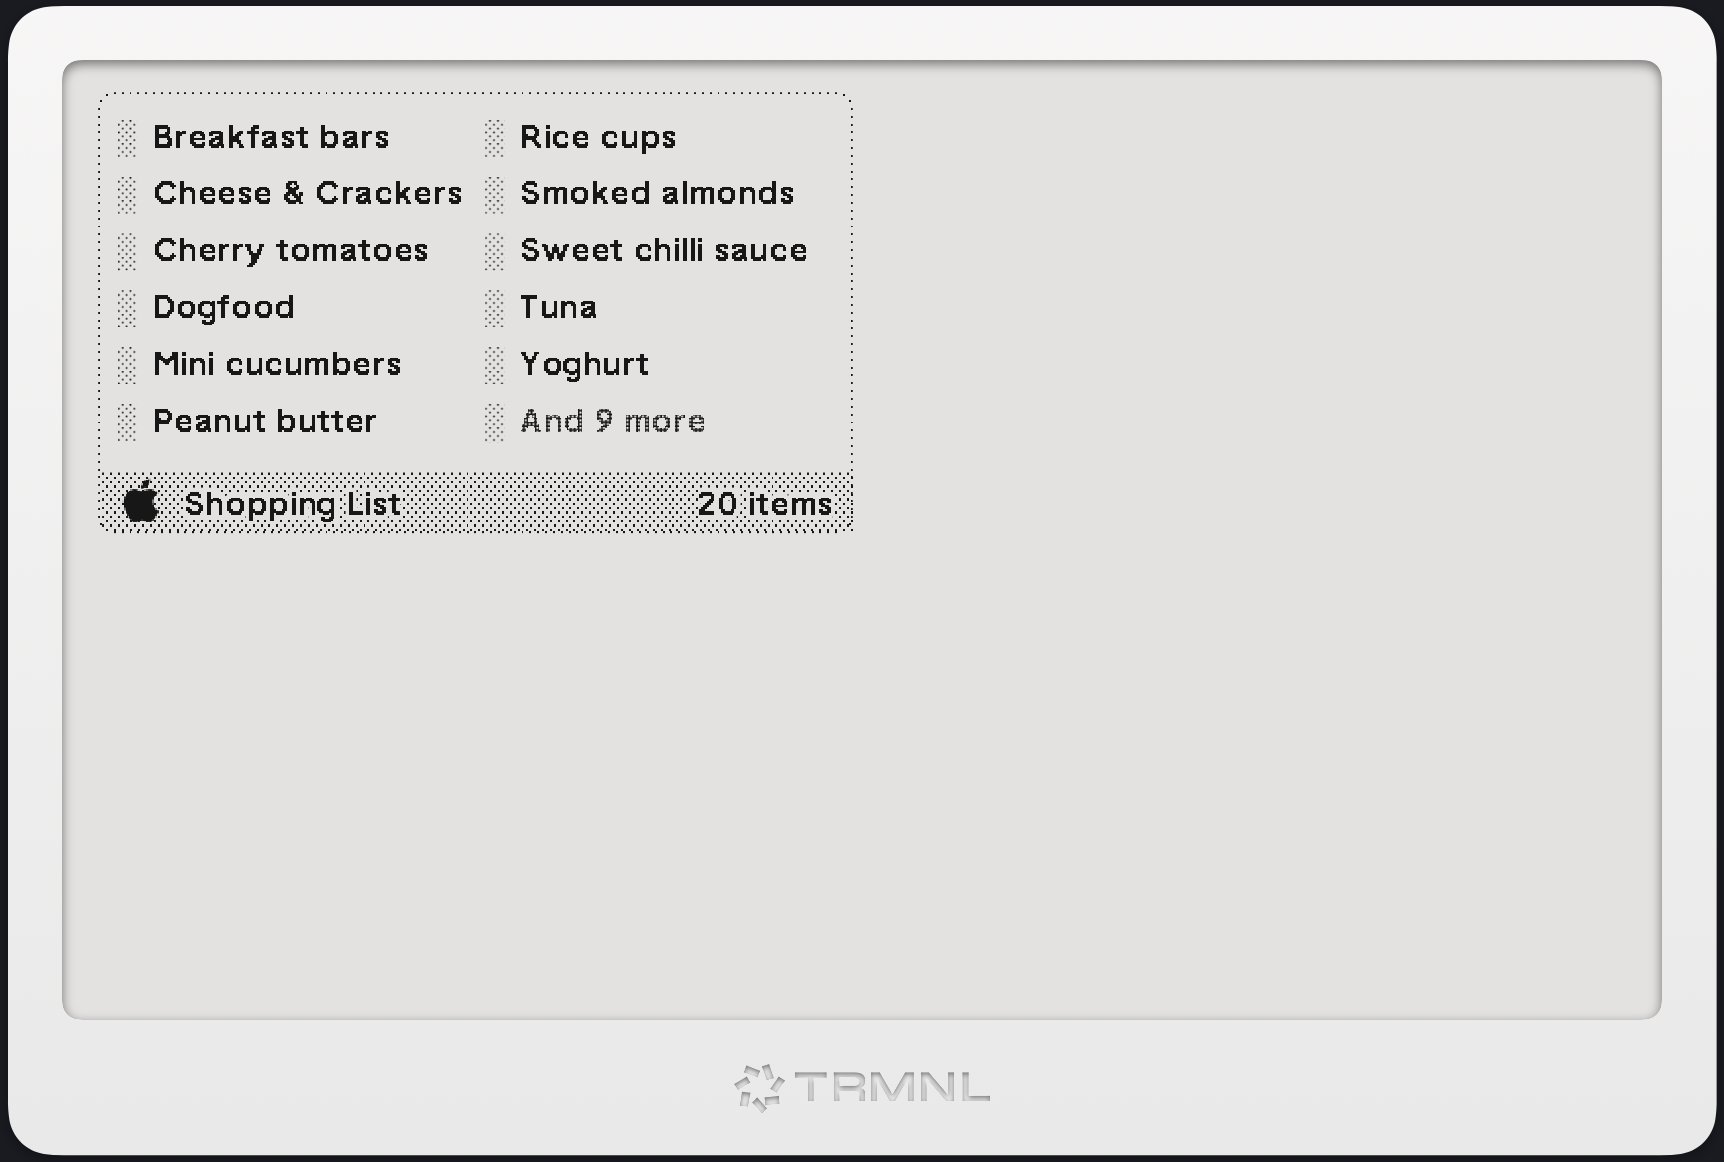 Breakfast bars
Cheese & Crackers
Cherry tomatoes
Dogfood
Mini cucumbers
Peanut butter
Rice cups
Smoked almonds
Sweet chilli sauce
Tuna
Yoghurt
And 9 more
Shopping List
20 items
TRMNL